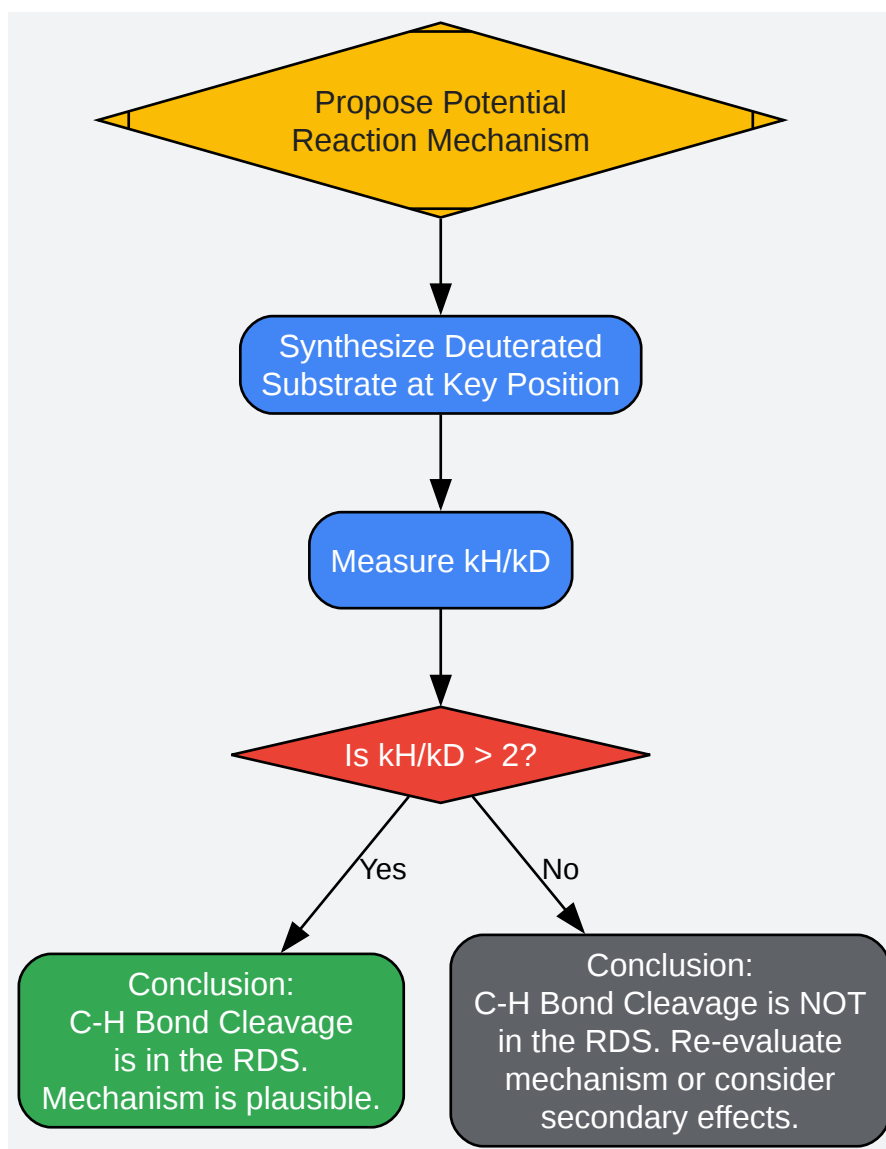 Propose Potential
Reaction Mechanism
Synthesize Deuterated
Substrate at Key Position
Measure kH/kD
Is kH/kD > 2?
Yes
No
Conclusion:
C-H Bond Cleavage
is in the RDS.
Mechanism is plausible.
Conclusion:
C-H Bond Cleavage is NOT
in the RDS. Re-evaluate
mechanism or consider
secondary effects.